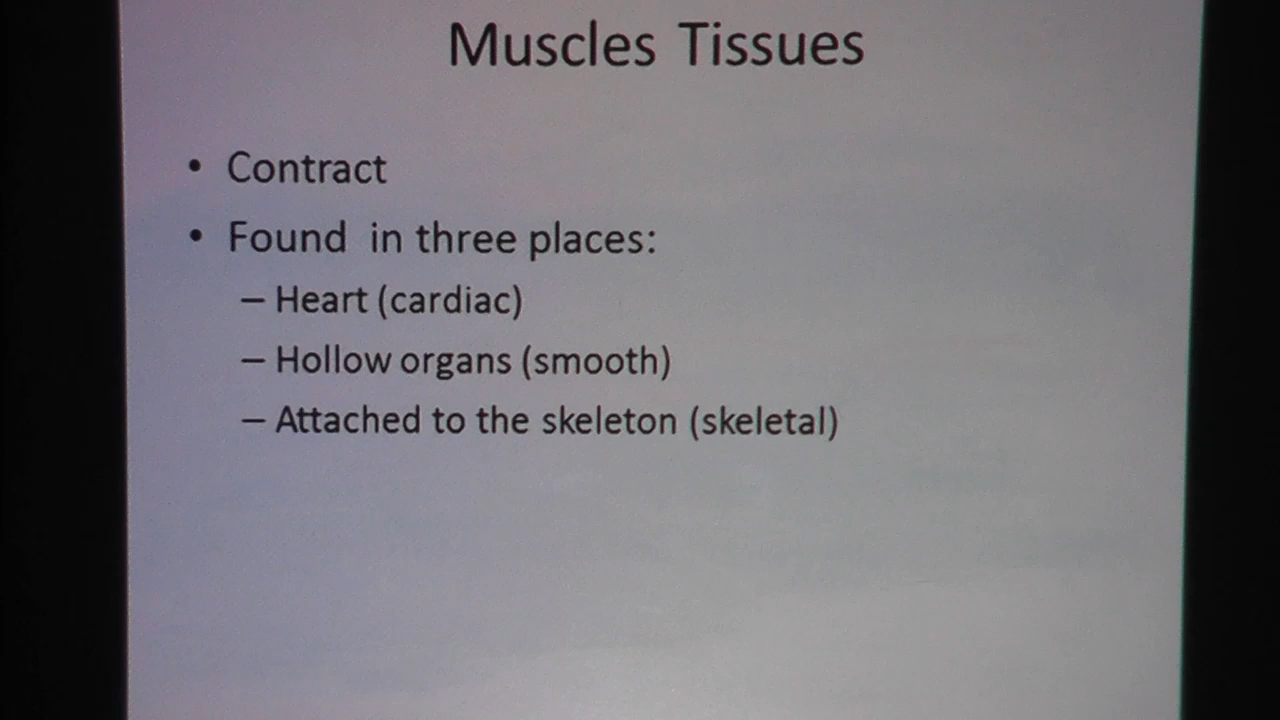 Muscles Tissues
• Contract
• Found  in three places:
– Heart (cardiac)
– Hollow organs (smooth)
– Attached to the skeleton (skeletal)